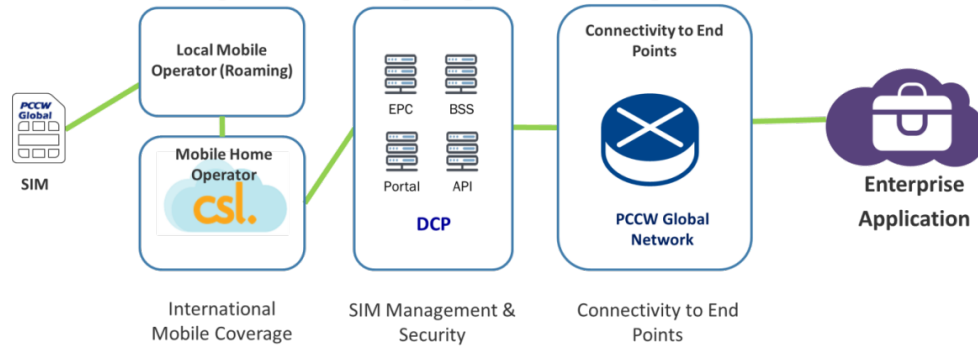 PCCW
Global
SIM
Local Mobile
Operator (Roaming)
Mobile Home
Operator
csl.
EPC
BSS
Portal
API
DCP
Connectivity to End
Points
PCCW Global
Network
Enterprise
Application
International
Mobile Coverage
SIM Management &
Security
Connectivity to End
Points